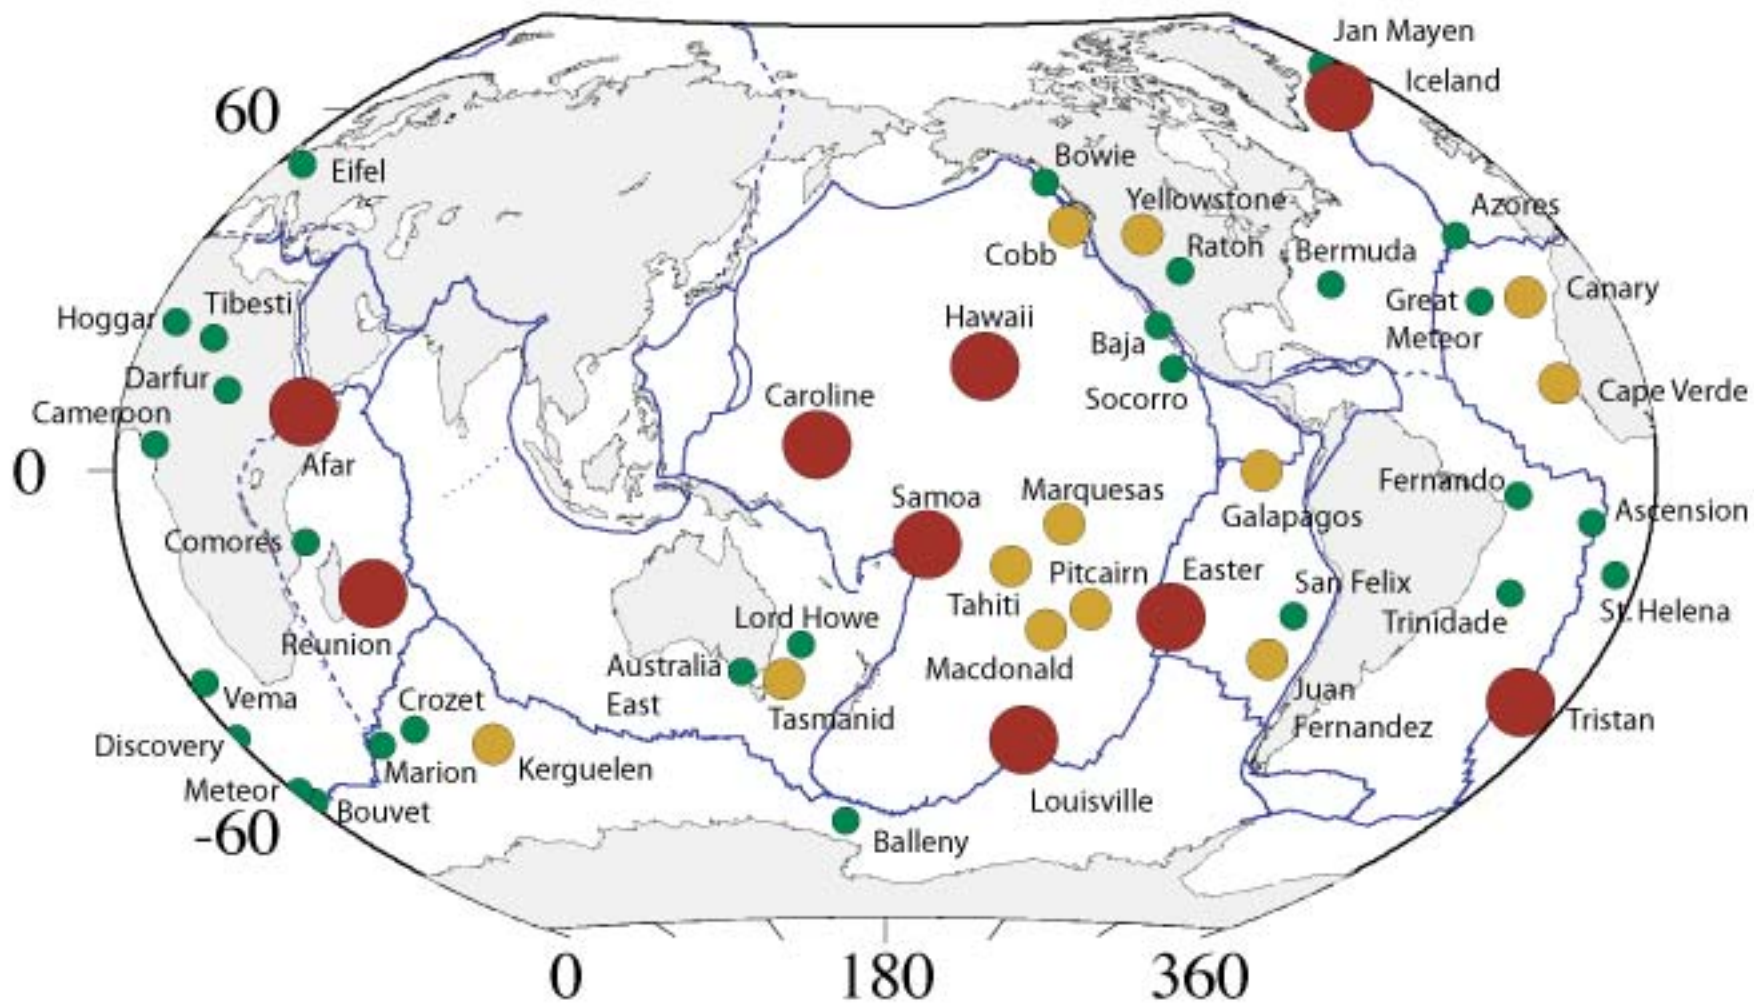 Jan Mayen
Iceland
60
Eifel
Bowie
Yellowstone
Azores
Cobb
Raton
Bermuda
Hoggar
Tibesti
Great
Meteor
Canary
Hawaii
Baja
Darfur
Caroline
Socorro
Cape Verde
Cameroon
0
Afar
Samoa
Marquesas
Fernando
Galapagos
Ascension
Comores
Pitcairn
Easter
San Felix
Tahiti
Lord Howe
Trinidade
St. Helena
Reunion
Australia
East
Macdonald
Vema
Crozet
Tasmanid
Juan
Fernandez
Tristan
Discovery
Marion
Kerguelen
Meteor
Bouvet
Louisville
-60
Balleny
0
180
360